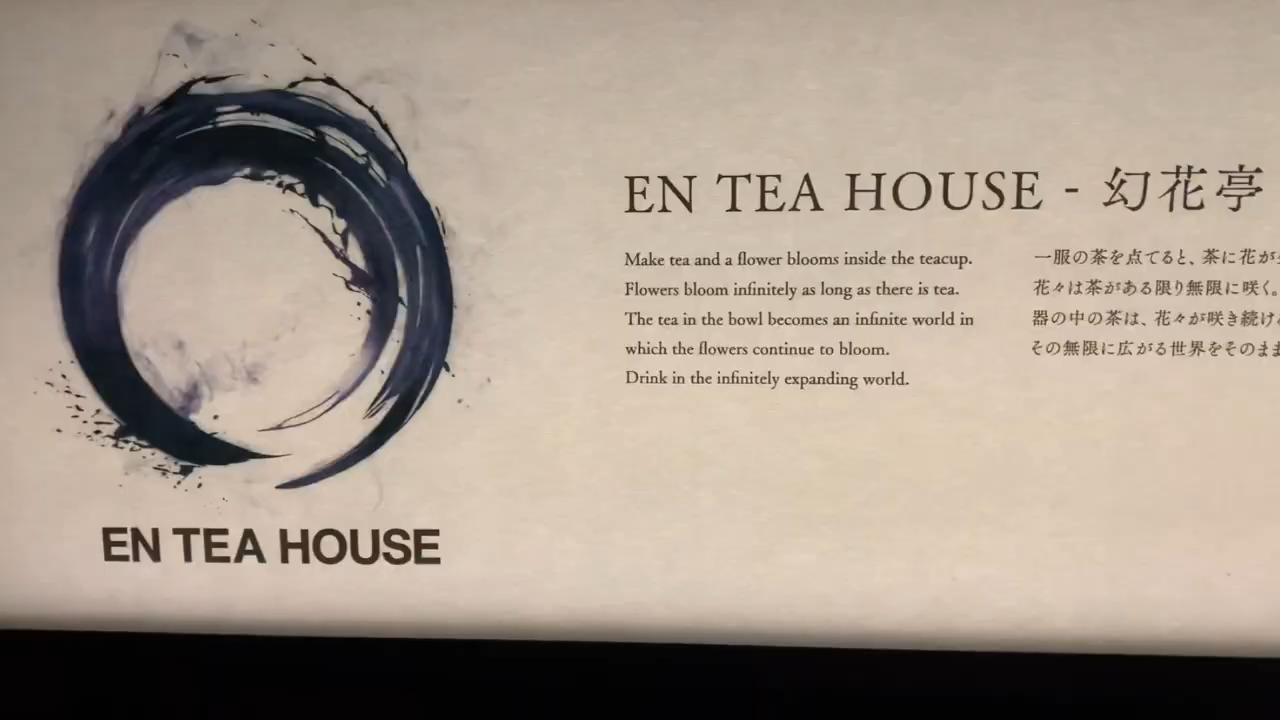 EN TEA HOUSE
EN TEA HOUSE - 幻花亭
Make tea and a flower blooms inside the teacup.
Flowers bloom infinitely as long as there is tea.
The tea in the bowl becomes an infinite world in
which the flowers continue to bloom.
Drink in the infinitely expanding world.
一服の茶を点てると、茶に花が
花々は茶がある限り無限に咲く。
器の中の茶は、花々が咲き続け
その無限に広がる世界をそのまま